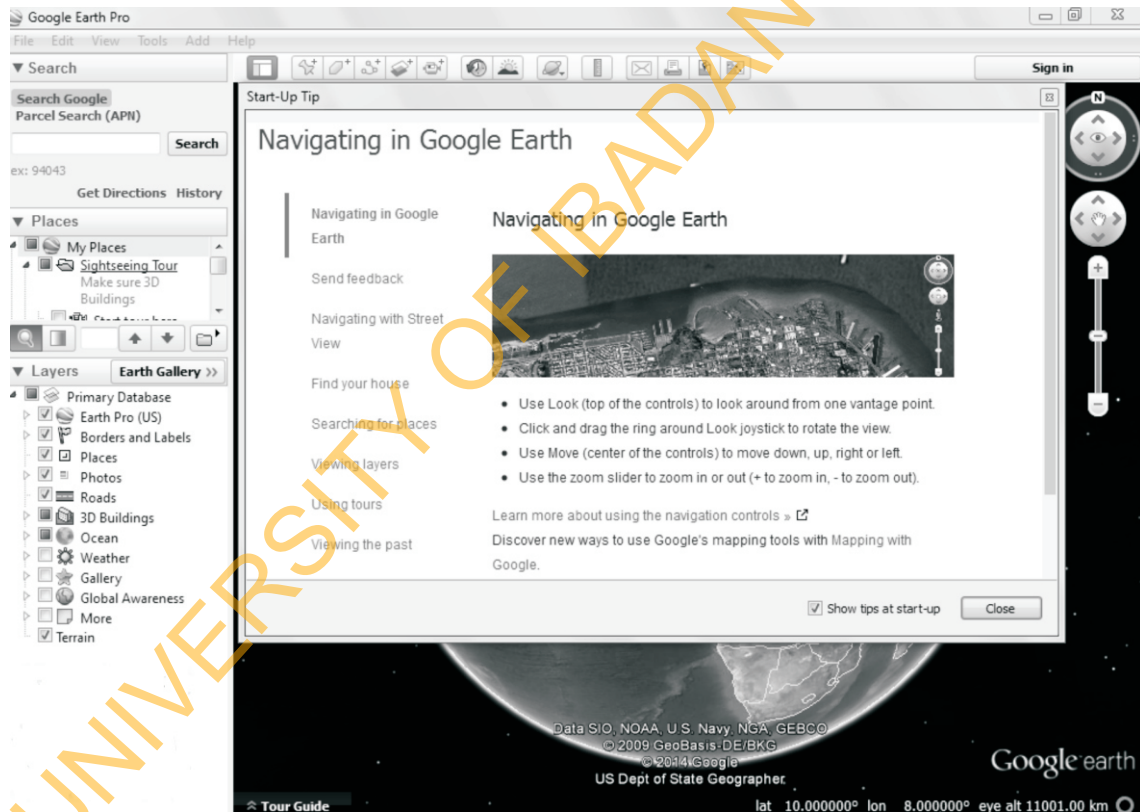 Google Earth Pro
File Edit View Tools Add Help
▼ Search
Sign in
Search Google
Parcel Search (APN)
Search
ex: 94043
Get Directions History
▼ Places
My Places
Sightseeing Tour
Make sure 3D
Buildings
▼ Layers
Earth Gallery >>
Primary Database
Earth Pro (US)
Borders and Labels
Places
Photos
Roads
3D Buildings
Ocean
Weather
Gallery
Global Awareness
More
Terrain
Start-Up Tip
Navigating in Google Earth
Navigating in Google
Earth
Send feedback
Navigating with Street
View
Find your house
Searching for places
Viewing layers
Using tours
Viewing the past
Navigating in Google Earth
• Use Look (top of the controls) to look around from one vantage point.
• Click and drag the ring around Look joystick to rotate the view.
• Use Move (center of the controls) to move down, up, right or left.
• Use the zoom slider to zoom in or out (+ to zoom in, - to zoom out).
Learn more about using the navigation controls »
Discover new ways to use Google's mapping tools with Mapping with
Google.
Show tips at start-up
Close
N
Data SIO, NOAA, U.S. Navy, NGA, GEBCO
© 2009 GeoBasis-DE/BKG
© 2014 Google
US Dept of State Geographer
Google earth
Tour Guide
lat 10.000000° lon 8.000000° eye alt 11001.00 km
UNIVERSITY OF IBADAN